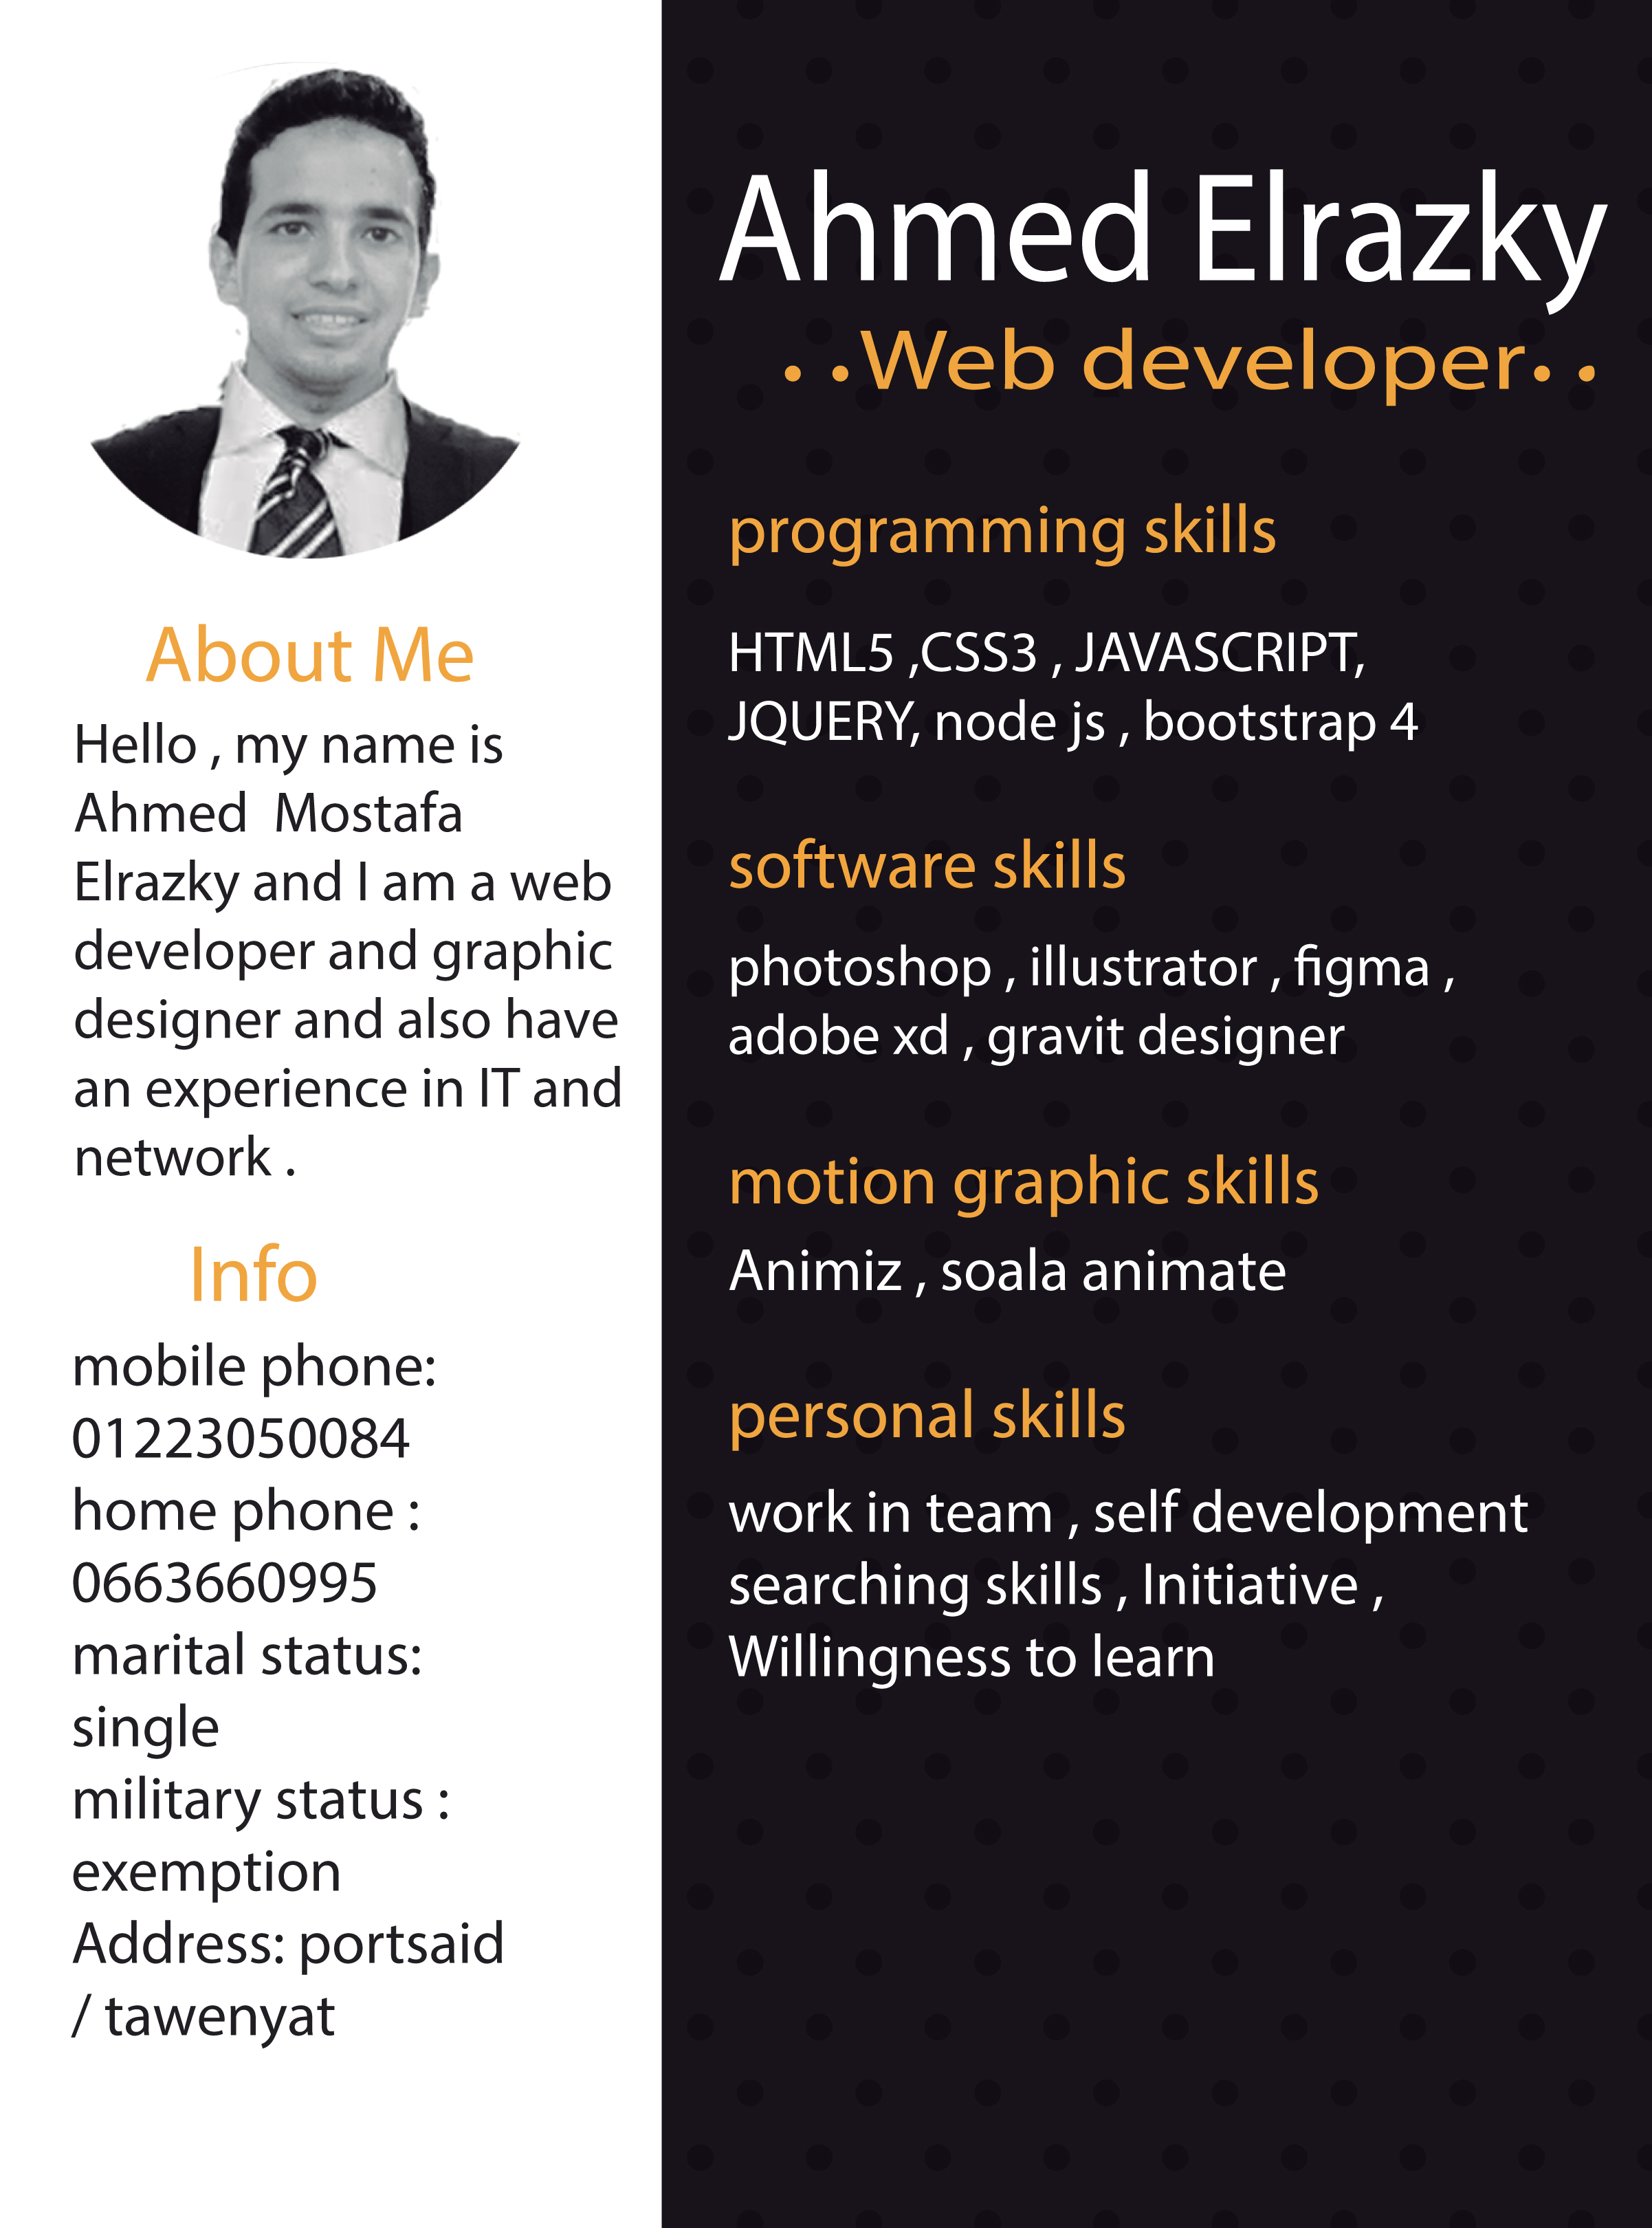 About Me
Hello , my name is
Ahmed  Mostafa
Elrazky and I am a web
developer and graphic
designer and also have
an experience in IT and
network .
Info
mobile phone:
01223050084
home phone :
0663660995
marital status:
single
military status :
exemption
Address: portsaid
/ tawenyat
Ahmed Elrazky
..Web developer..
programming skills
HTML5 ,CSS3 , JAVASCRIPT,
JQUERY, node js , bootstrap 4
software skills
photoshop , illustrator , figma ,
adobe xd , gravit designer
motion graphic skills
Animiz , soala animate
personal skills
work in team , self development
searching skills , Initiative ,
Willingness to learn